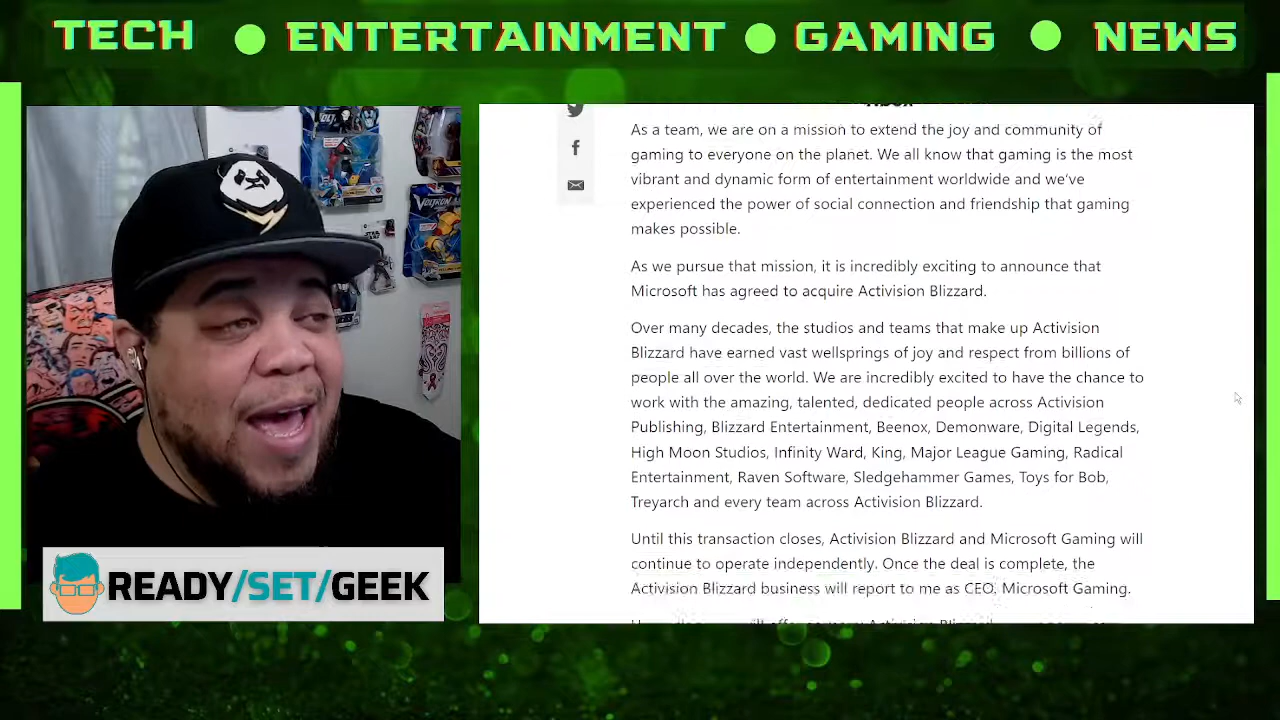 TECH ENTERTAINMENT GAMING NEWS
As a team, we are on a mission to extend the joy and community of
gaming to everyone on the planet. We all know that gaming is the most
vibrant and dynamic form of entertainment worldwide and we've
experienced the power of social connection and friendship that gaming
makes possible.
As we pursue that mission, it is incredibly exciting to announce that
Microsoft has agreed to acquire Activision Blizzard.
Over many decades, the studios and teams that make up Activision
Blizzard have earned vast wellsprings of joy and respect from billions of
people all over the world. We are incredibly excited to have the chance to
work with the amazing, talented, dedicated people across Activision
Publishing, Blizzard Entertainment, Beenox, Demonware, Digital Legends,
High Moon Studios, Infinity Ward, King, Major League Gaming, Radical
Entertainment, Raven Software, Sledgehammer Games, Toys for Bob,
Treyarch and every team across Activision Blizzard.
Until this transaction closes, Activision Blizzard and Microsoft Gaming will
continue to operate independently. Once the deal is complete, the
Activision Blizzard business will report to me as CEO, Microsoft Gaming.
VOLTRON
READY/SET/GEEK